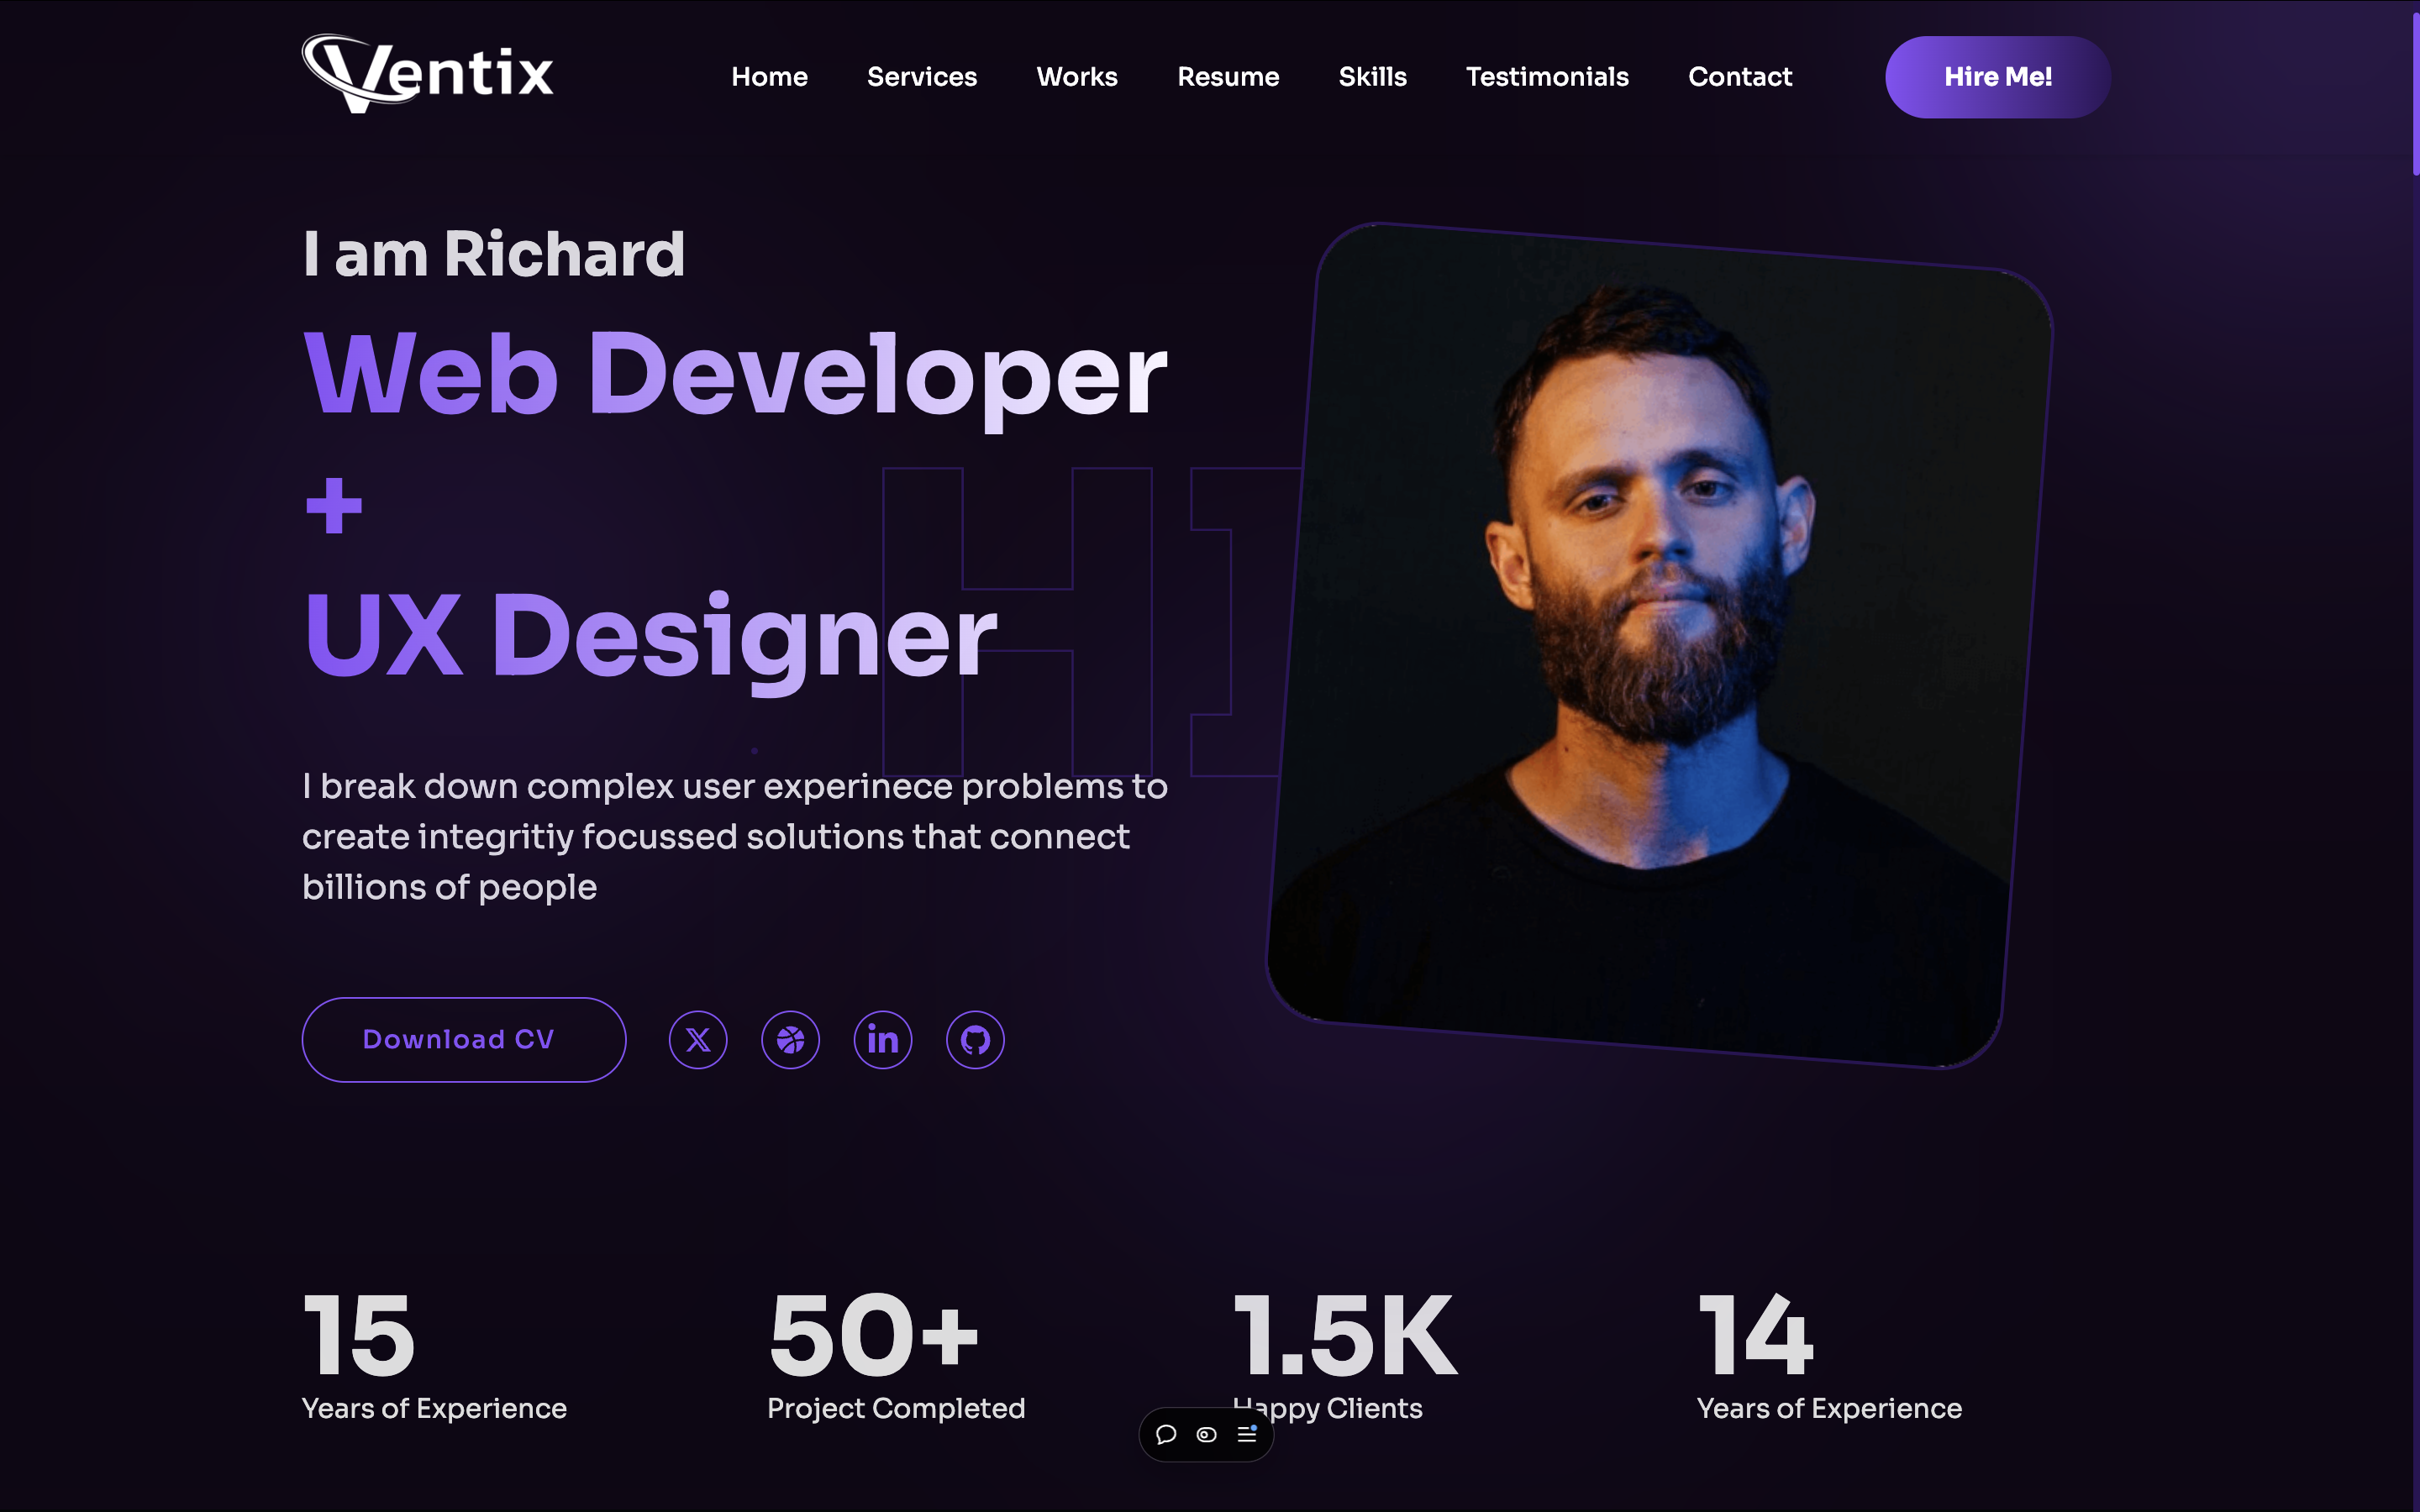 Ventix
Home Services Works Resume Skills Testimonials Contact Hire Me!
I am Richard
Web Developer
+
UX Designer
HI
I break down complex user experinece problems to
create integritiy focussed solutions that connect
billions of people
Download CV
15 50+ 1.5K 14
Years of Experience Project Completed Happy Clients Years of Experience